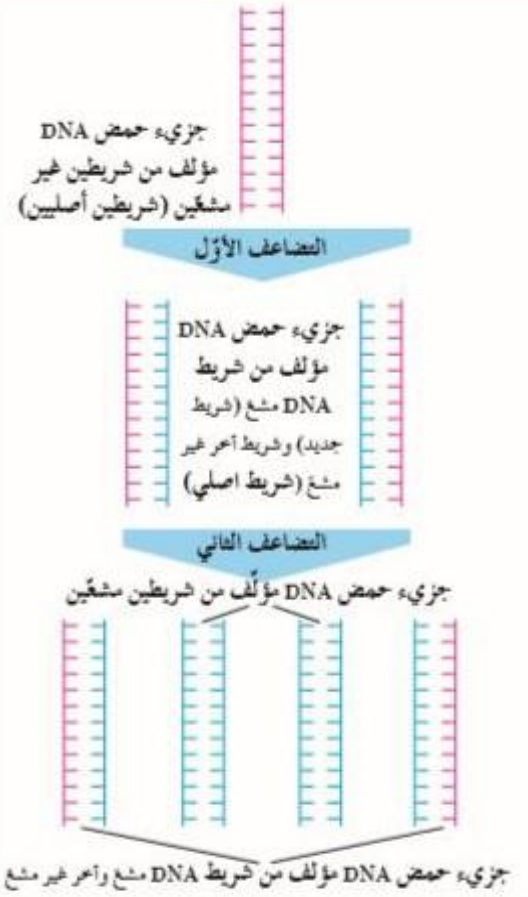 جزيء حمض DNA
مؤلف من شريطين غير
مشعّين (شريطين أصليين)
التضاعف الأوّل
جزيء حمض DNA
مؤلف من شريط
DNA مشع (شريط
جديد) وشريط آخر غير
مشعّ (شريط اصلي)
التضاعف الثاني
جزيء حمض DNA مؤلِّف من شريطين مشعّين
جزيء حمض DNA مؤلف من شريط DNA مشع وآخر غير مشع